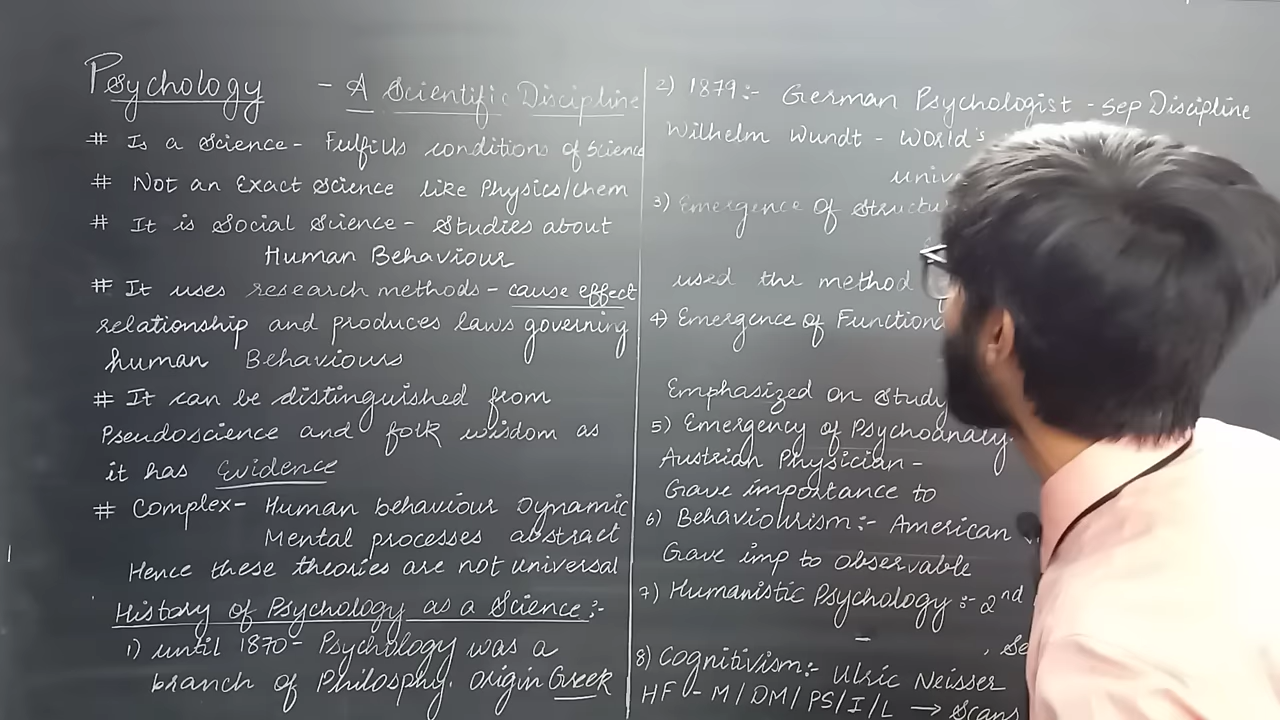 Psychology - A Scientific Discipline
# Is a Science - Fulfills conditions of Science
# Not an Exact Science like Physics/chem
# It is Social Science - Studies about
Human Behaviour
# It uses research methods - cause effect
relationship and produces laws governing
human Behaviours
# It can be distinguished from
Pseudoscience and folk wisdom as
it has Evidence
# Complex - Human behaviour Dynamic
Mental processes abstract
Hence these theories are not universal
History of Psychology as a Science :-
1) until 1870 - Psychology was a
branch of Philosphy. origin Greek
2) 1879 :- German Psychologist - Sep Discipline
Wilhelm Wundt - World's
3) Emergence of
used the method
4) Emergence of
Emphasized on Study
5) Emergency of
Austrian Physician -
Gave importance to
6) Behaviourism :- American
Gave imp to observable
7) Humanistic Psychology :- 2nd
8) Cognitivism :- Ulric Neisser
HF - M/DM/PS/I/L → Scans